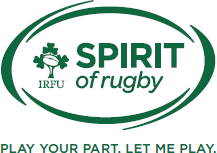 SPIRIT
IRFU of rugby
PLAY YOUR PART. LET ME PLAY.